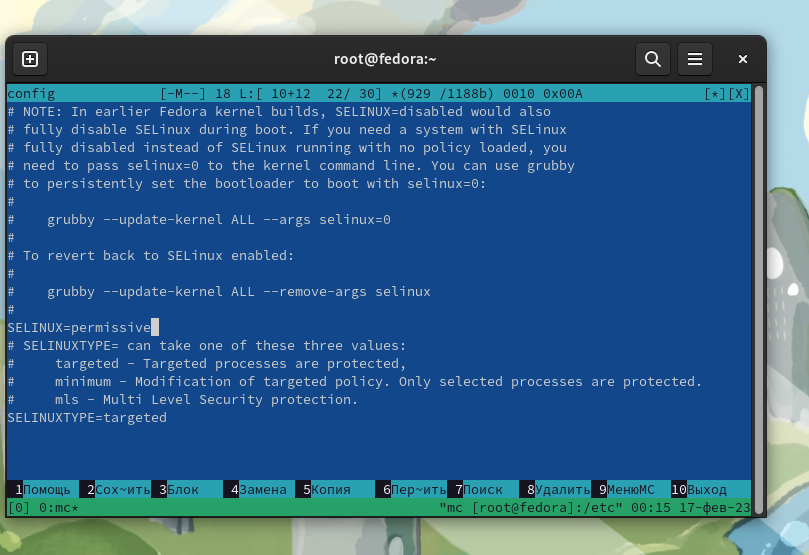 root@fedora:~
config [-M--] 18 L:[ 10+12 22/ 30] *(929 /1188b) 0010 0x00A [*][X]
# NOTE: In earlier Fedora kernel builds, SELINUX=disabled would also
# fully disable SELinux during boot. If you need a system with SELinux
# fully disabled instead of SELinux running with no policy loaded, you
# need to pass selinux=0 to the kernel command line. You can use grubby
# to persistently set the bootloader to boot with selinux=0:
#
#    grubby --update-kernel ALL --args selinux=0
#
# To revert back to SELinux enabled:
#
#    grubby --update-kernel ALL --remove-args selinux
#
SELINUX=permissive
# SELINUXTYPE= can take one of these three values:
#     targeted - Targeted processes are protected,
#     minimum - Modification of targeted policy. Only selected processes are protected.
#     mls - Multi Level Security protection.
SELINUXTYPE=targeted
1Помощь 2Сох~ить 3Блок 4Замена 5Копия 6Пер~ить 7Поиск 8Удалить 9МенюMC 10Выход
[0] 0:mc* "mc [root@fedora]:/etc" 00:15 17-фев-23